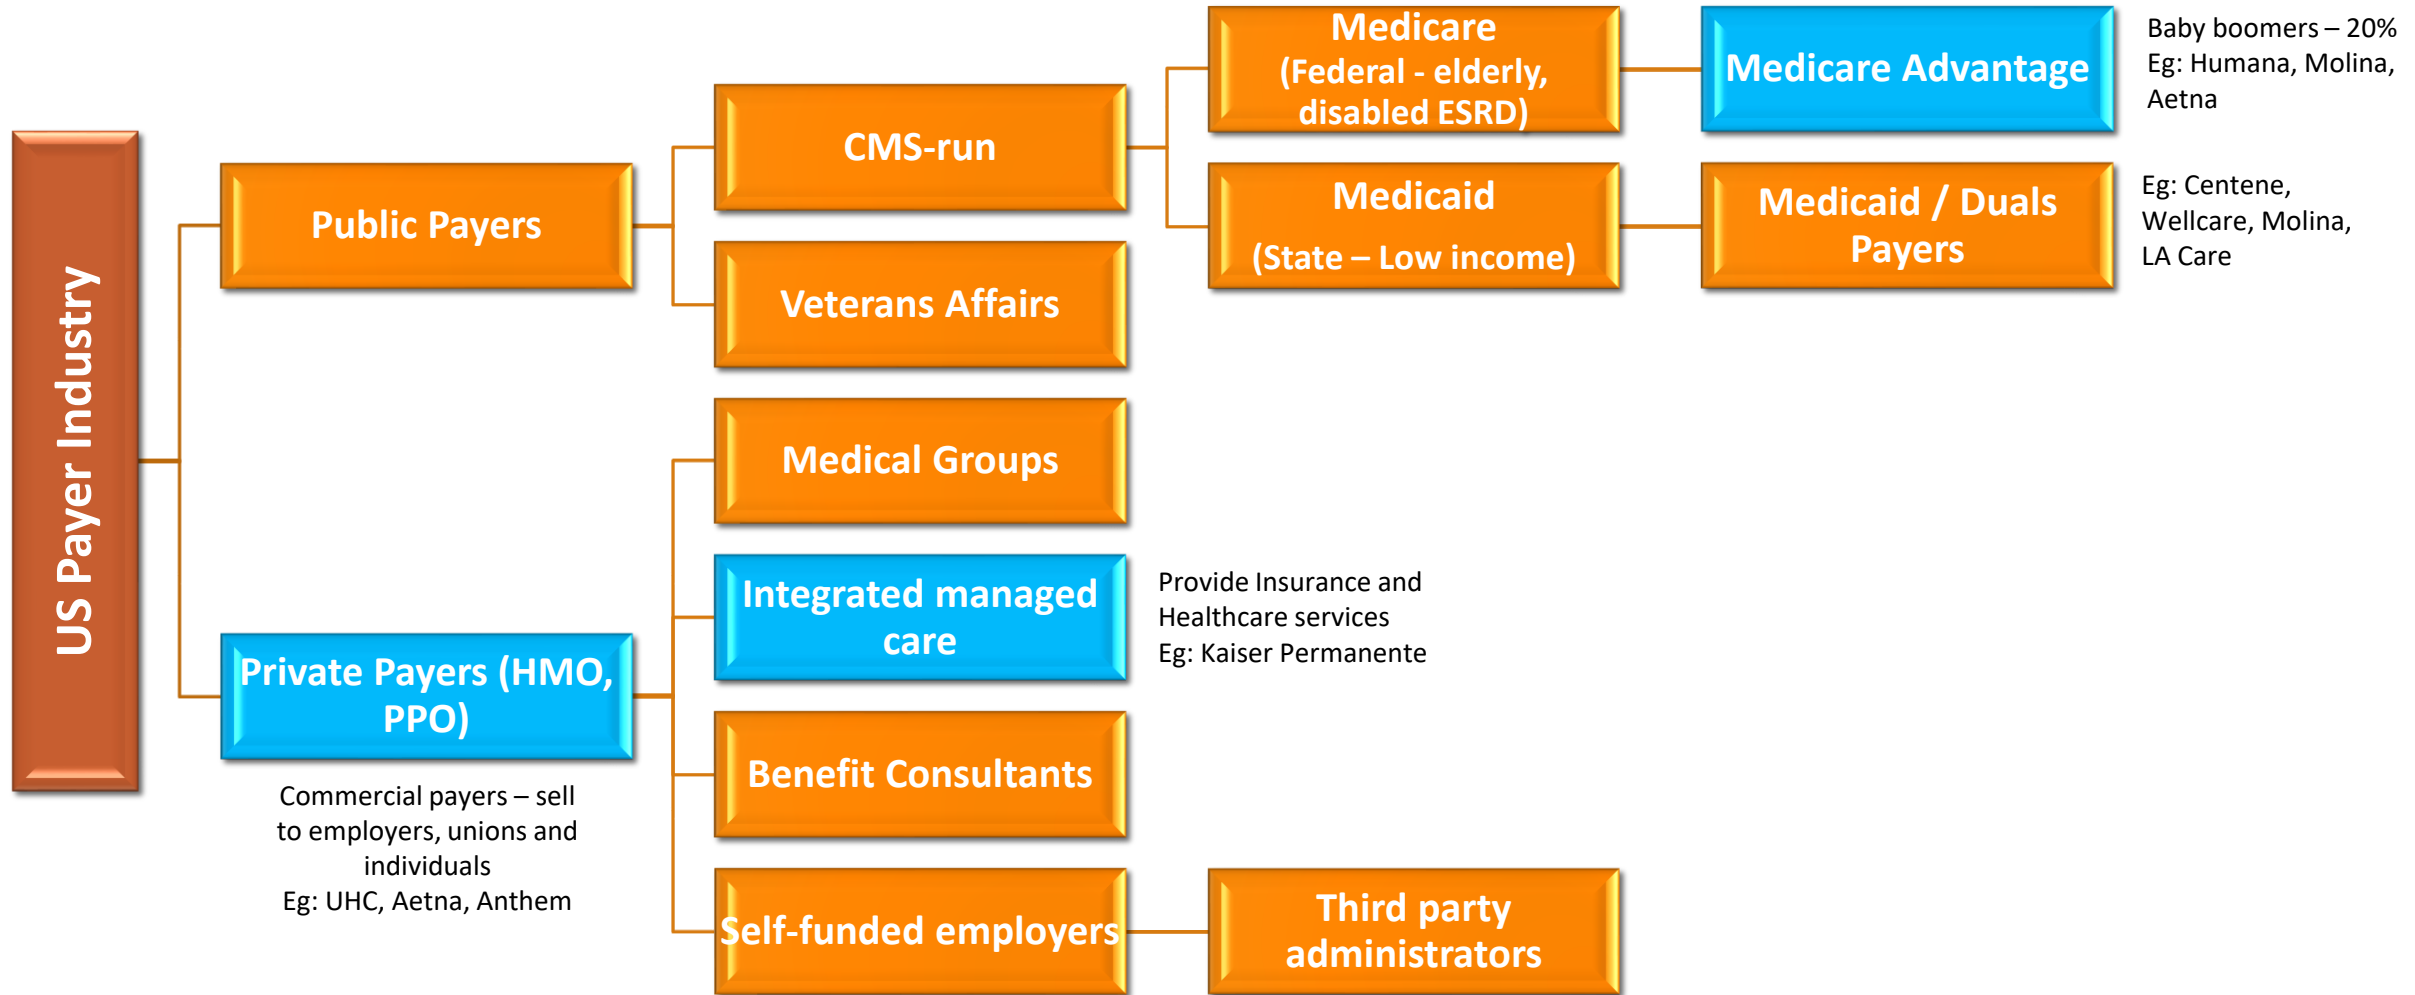 US Payer Industry
Public Payers
Private Payers (HMO,
PPO)
Commercial payers – sell
to employers, unions and
individuals
Eg: UHC, Aetna, Anthem
CMS-run
Veterans Affairs
Medical Groups
Integrated managed
care
Provide Insurance and
Healthcare services
Eg: Kaiser Permanente
Benefit Consultants
Self-funded employers
Third party
administrators
Medicare
(Federal - elderly,
disabled ESRD)
Medicare Advantage
Baby boomers – 20%
Eg: Humana, Molina,
Aetna
Medicaid
(State – Low income)
Medicaid / Duals
Payers
Eg: Centene,
Wellcare, Molina,
LA Care